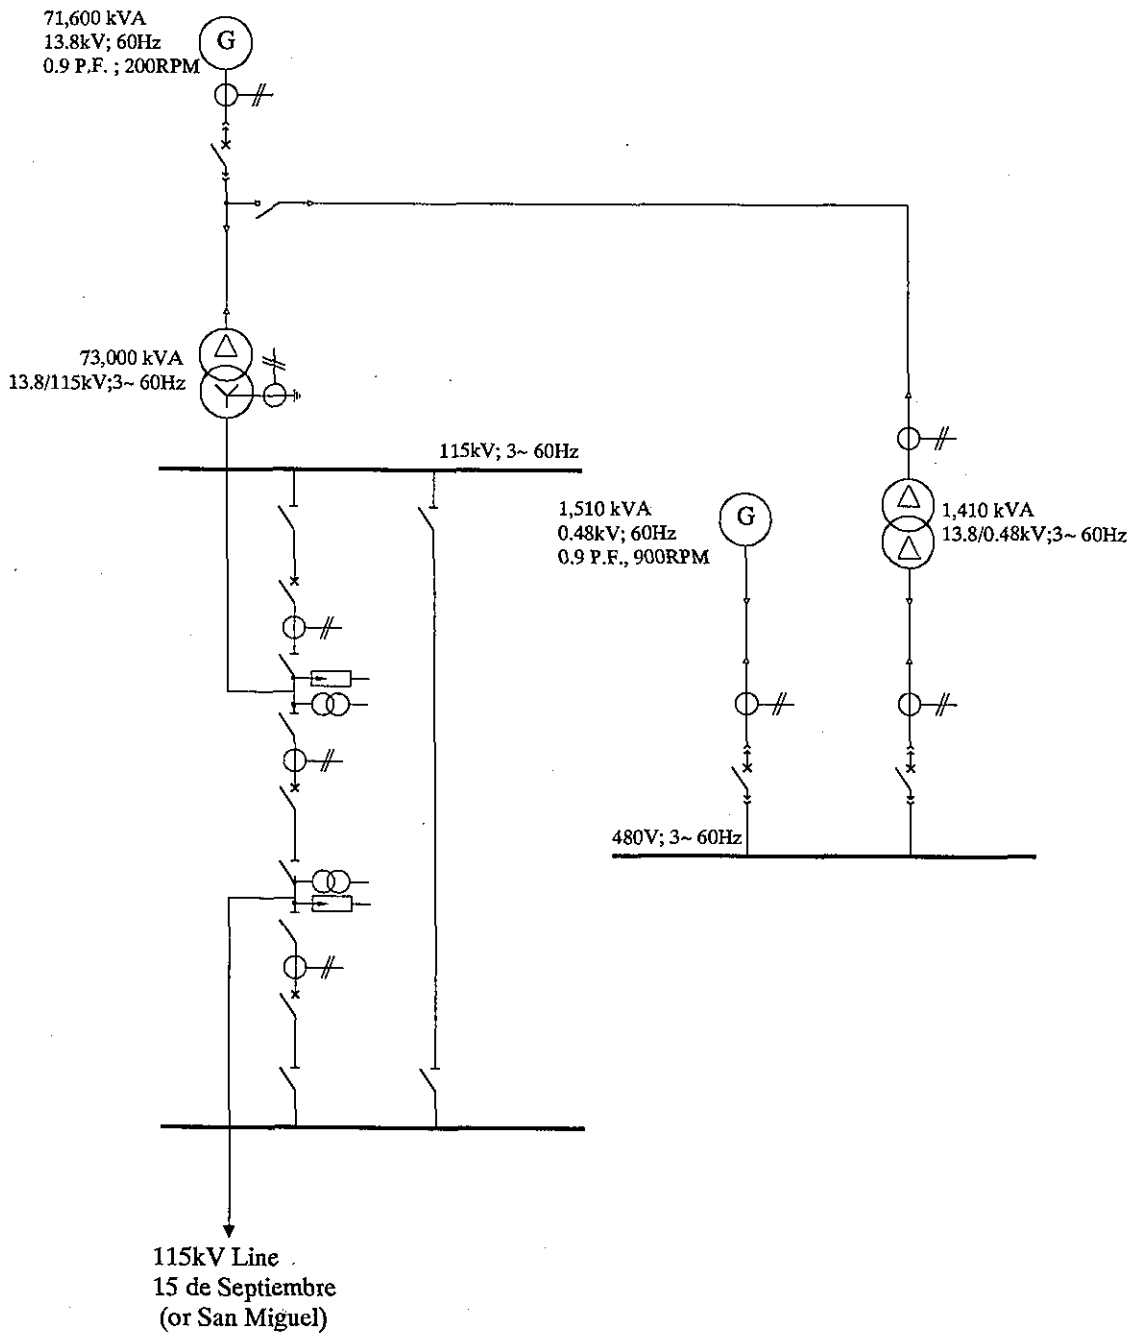 71,600 kVA
13.8kV; 60Hz
0.9 P.F. ; 200RPM
G
73,000 kVA
13.8/115kV;3~ 60Hz
115kV; 3~ 60Hz
1,510 kVA
0.48kV; 60Hz
0.9 P.F., 900RPM
G
1,410 kVA
13.8/0.48kV;3~ 60Hz
480V; 3~ 60Hz
115kV Line
15 de Septiembre
(or San Miguel)